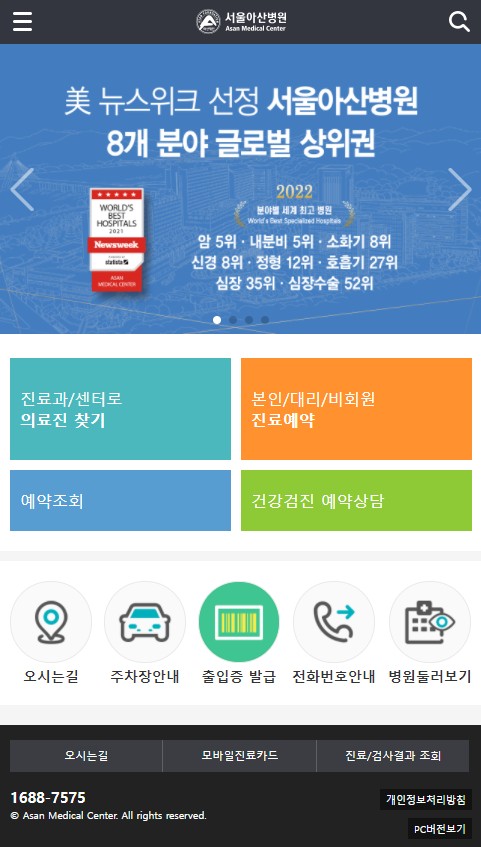 서울아산병원
Asan Medical Center
美 뉴스위크 선정 서울아산병원
8개 분야 글로벌 상위권
WORLD'S
BEST
HOSPITALS
2021
Newsweek
POWERED BY
statista
ASAN
MEDICAL CENTER
2022
분야별 세계 최고 병원
World's Best Specialized Hospitals
암 5위 · 내분비 5위 · 소화기 8위
신경 8위 · 정형 12위 · 호흡기 27위
심장 35위 · 심장수술 52위
진료과/센터로
의료진 찾기
본인/대리/비회원
진료예약
예약조회
건강검진 예약상담
오시는길
주차장안내
출입증 발급
전화번호안내
병원둘러보기
오시는길
모바일진료카드
진료/검사결과 조회
1688-7575
개인정보처리방침
© Asan Medical Center. All rights reserved.
PC버전보기